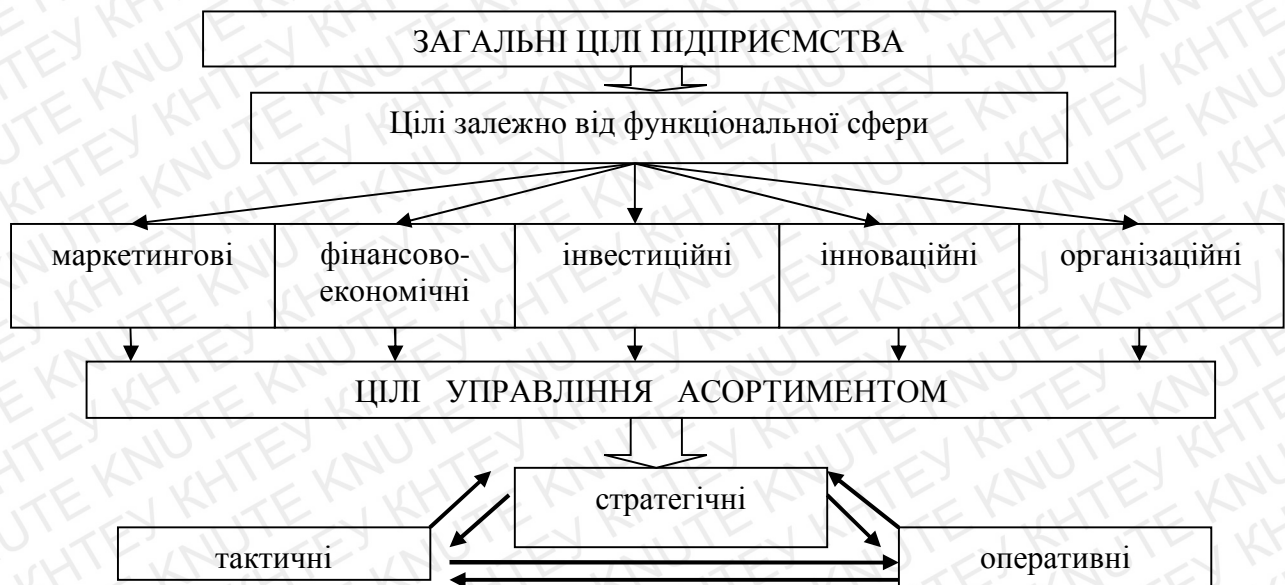 ЗАГАЛЬНІ ЦІЛІ ПІДПРИЄМСТВА
Цілі залежно від функціональної сфери
маркетингові
фінансово-
економічні
інвестиційні
інноваційні
організаційні
ЦІЛІ УПРАВЛІННЯ АСОРТИМЕНТОМ
стратегічні
тактичні
оперативні